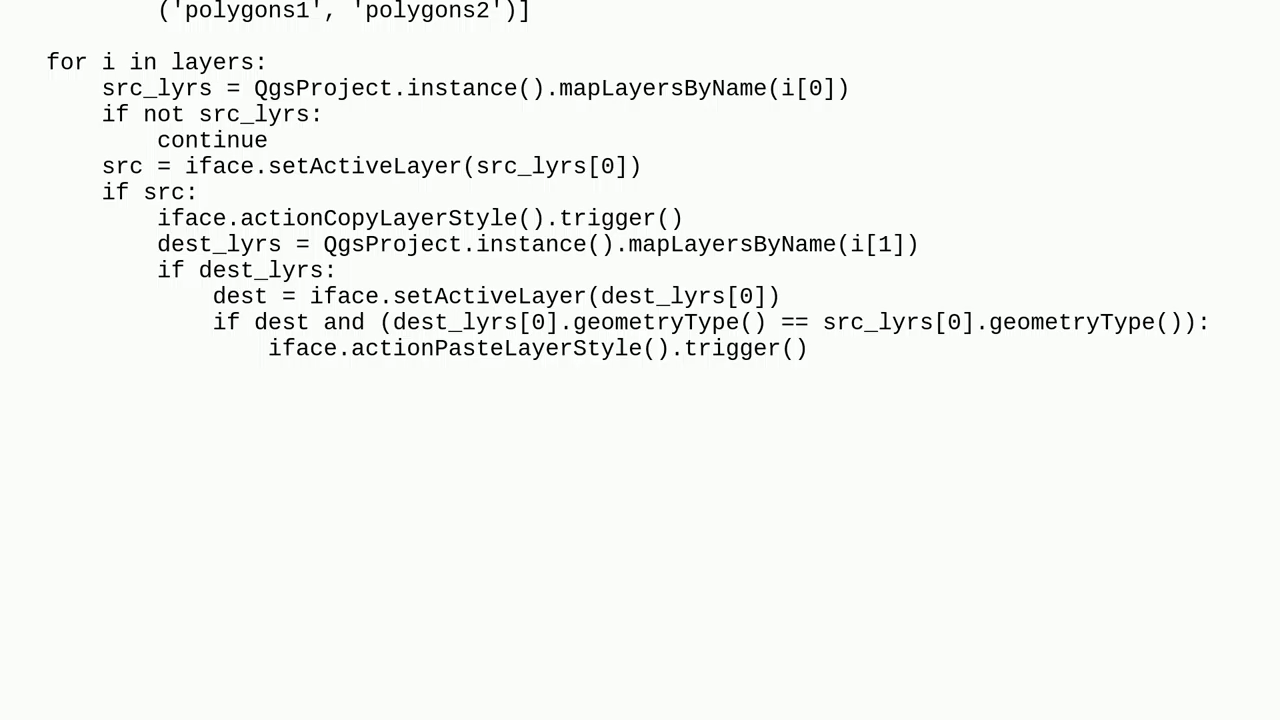 ('polygons1', 'polygons2')]
for i in layers:
src_lyrs = QgsProject.instance().mapLayersByName(i[0])
if not src_lyrs:
continue
src = iface.setActiveLayer(src_lyrs[0])
if src:
iface.actionCopyLayerStyle().trigger()
dest_lyrs = QgsProject.instance().mapLayersByName(i[1])
if dest_lyrs:
dest = iface.setActiveLayer(dest_lyrs[0])
if dest and (dest_lyrs[0].geometryType() == src_lyrs[0].geometryType()):
iface.actionPasteLayerStyle().trigger()